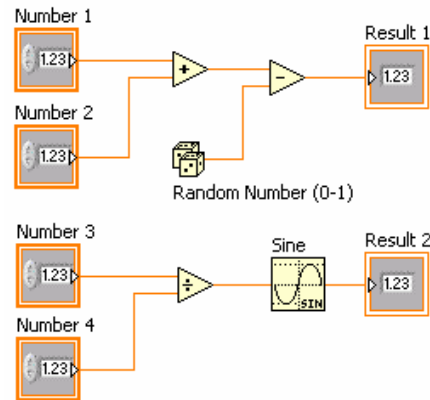 Number 1
1.23
Result 1
+
−
1.23
Number 2
1.23
Random Number (0-1)
Number 3
1.23
Sine
Result 2
÷
SIN
1.23
Number 4
1.23